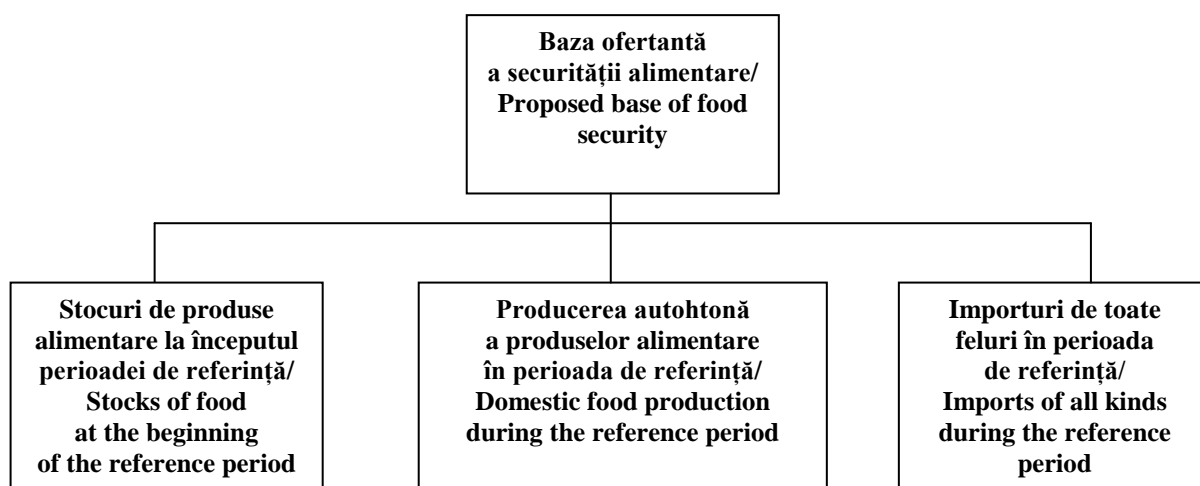 Baza ofertantă
a securității alimentare/
Proposed base of food
security
Stocuri de produse
alimentare la începutul
perioadei de referință/
Stocks of food
at the beginning
of the reference period
Producerea autohtonă
a produselor alimentare
în perioada de referință/
Domestic food production
during the reference period
Importuri de toate
feluri în perioada
de referință/
Imports of all kinds
during the reference
period